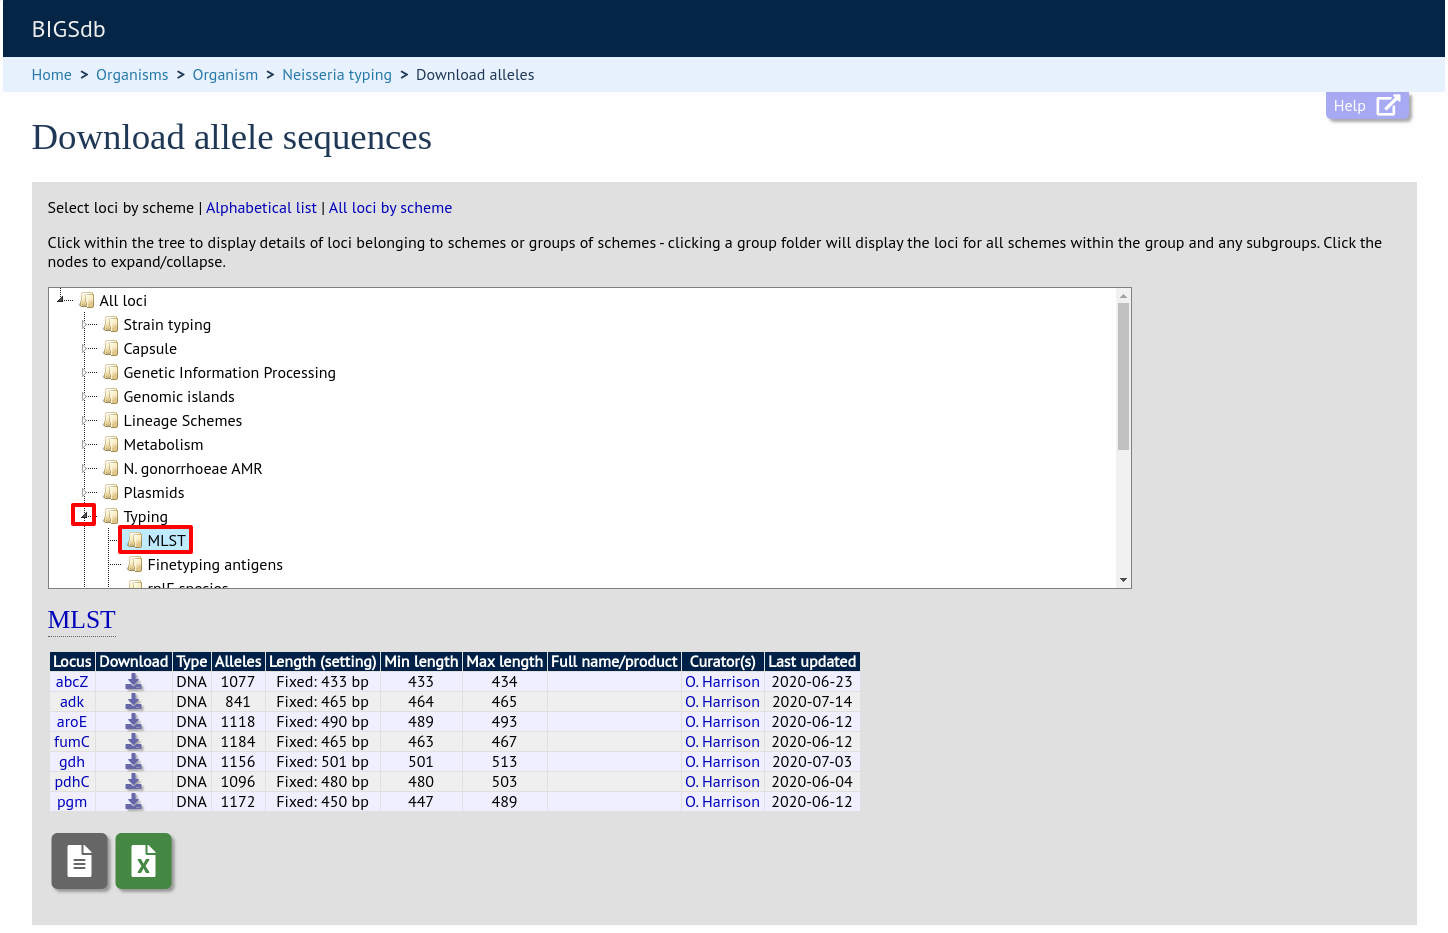 BIGSdb
Home > Organisms > Organism > Neisseria typing > Download alleles
Help
Download allele sequences
Select loci by scheme | Alphabetical list | All loci by scheme
Click within the tree to display details of loci belonging to schemes or groups of schemes - clicking a group folder will display the loci for all schemes within the group and any subgroups. Click the
nodes to expand/collapse.
All loci
Strain typing
Capsule
Genetic Information Processing
Genomic islands
Lineage Schemes
Metabolism
N. gonorrhoeae AMR
Plasmids
Typing
MLST
Finetyping antigens
rplF species
MLST
Locus Download Type Alleles Length (setting) Min length Max length Full name/product Curator(s) Last updated
abcZ DNA 1077 Fixed: 433 bp 433 434 O. Harrison 2020-06-23
adk DNA 841 Fixed: 465 bp 464 465 O. Harrison 2020-07-14
aroE DNA 1118 Fixed: 490 bp 489 493 O. Harrison 2020-06-12
fumC DNA 1184 Fixed: 465 bp 463 467 O. Harrison 2020-06-12
gdh DNA 1156 Fixed: 501 bp 501 513 O. Harrison 2020-07-03
pdhC DNA 1096 Fixed: 480 bp 480 503 O. Harrison 2020-06-04
pgm DNA 1172 Fixed: 450 bp 447 489 O. Harrison 2020-06-12